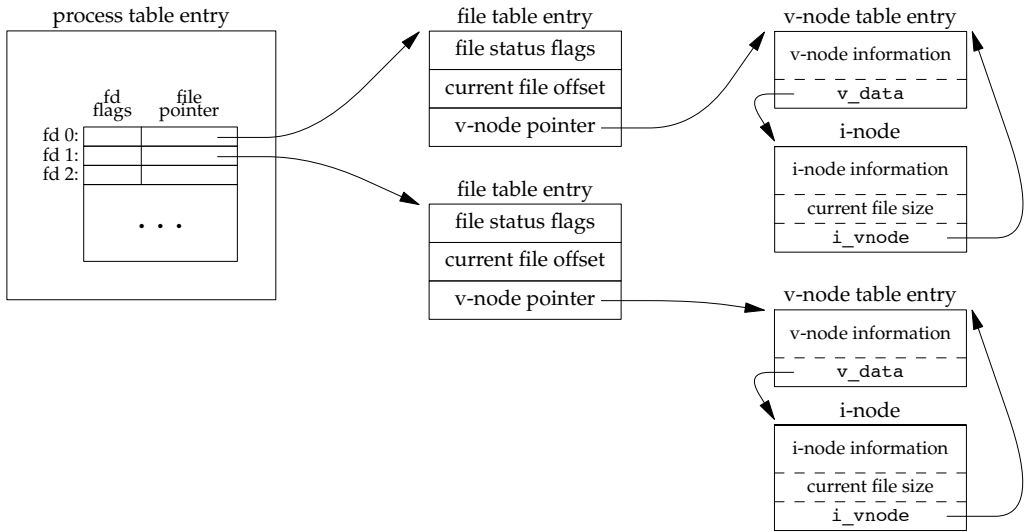 process table entry
fd
flags
file
pointer
fd 0:
fd 1:
fd 2:
. . .
file table entry
file status flags
current file offset
v-node pointer
file table entry
file status flags
current file offset
v-node pointer
v-node table entry
v-node information
v_data
i-node
i-node information
current file size
i_vnode
v-node table entry
v-node information
v_data
i-node
i-node information
current file size
i_vnode